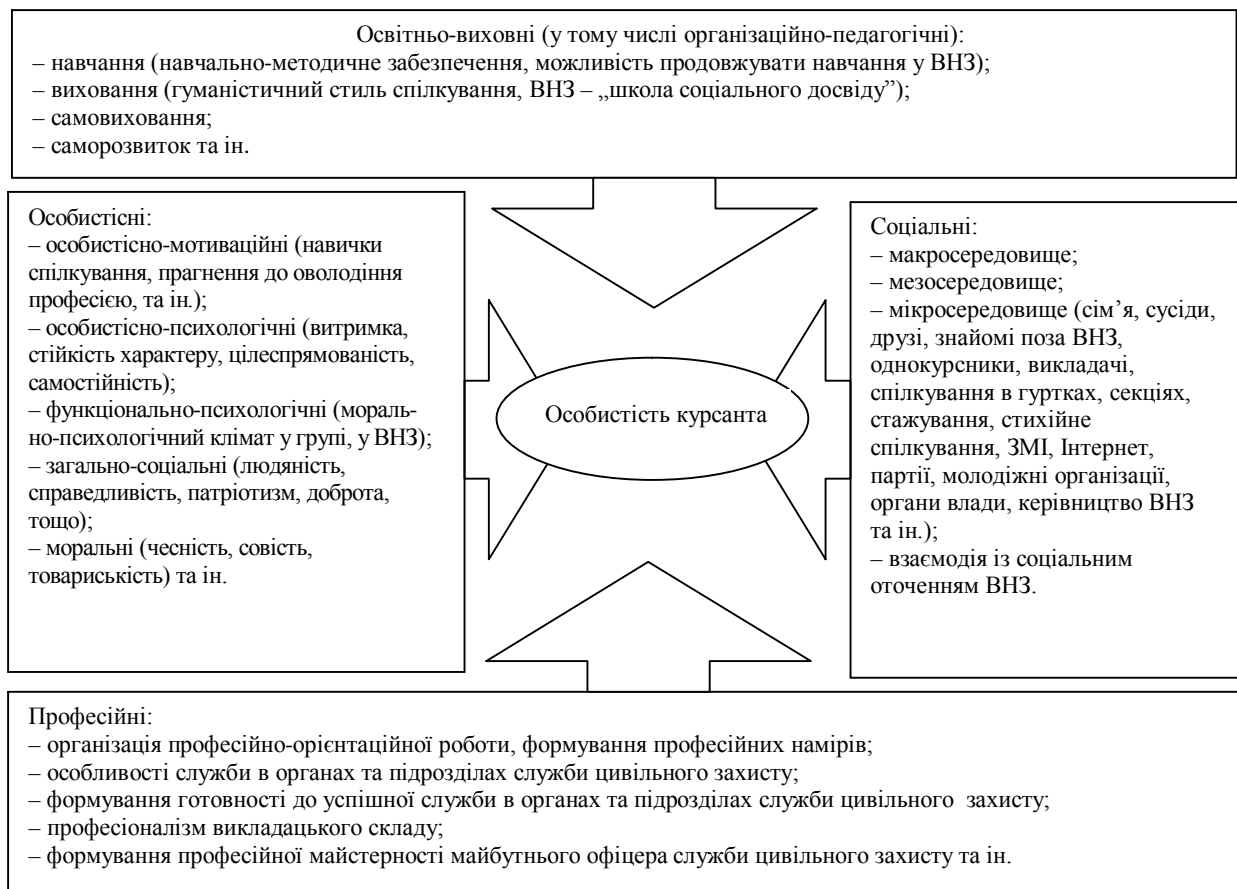 Освітньо-виховні (у тому числі організаційно-педагогічні):
– навчання (навчально-методичне забезпечення, можливість продовжувати навчання у ВНЗ);
– виховання (гуманістичний стиль спілкування, ВНЗ – „школа соціального досвіду”);
– самовиховання;
– саморозвиток та ін.
Особистісні:
– особистісно-мотиваційні (навички
спілкування, прагнення до оволодіння
професією, та ін.);
– особистісно-психологічні (витримка,
стійкість характеру, цілеспрямованість,
самостійність);
– функціонально-психологічні (мораль-
но-психологічний клімат у групі, у ВНЗ);
– загально-соціальні (людяність,
справедливість, патріотизм, доброта,
тощо);
– моральні (чесність, совість,
товариськість) та ін.
Особистість курсанта
Соціальні:
– макросередовище;
– мезосередовище;
– мікросередовище (сім’я, сусіди,
друзі, знайомі поза ВНЗ,
однокурсники, викладачі,
спілкування в гуртках, секціях,
стажування, стихійне
спілкування, ЗМІ, Інтернет,
партії, молодіжні організації,
органи влади, керівництво ВНЗ
та ін.);
– взаємодія із соціальним
оточенням ВНЗ.
Професійні:
– організація професійно-орієнтаційної роботи, формування професійних намірів;
– особливості служби в органах та підрозділах служби цивільного захисту;
– формування готовності до успішної служби в органах та підрозділах служби цивільного захисту;
– професіоналізм викладацького складу;
– формування професійної майстерності майбутнього офіцера служби цивільного захисту та ін.